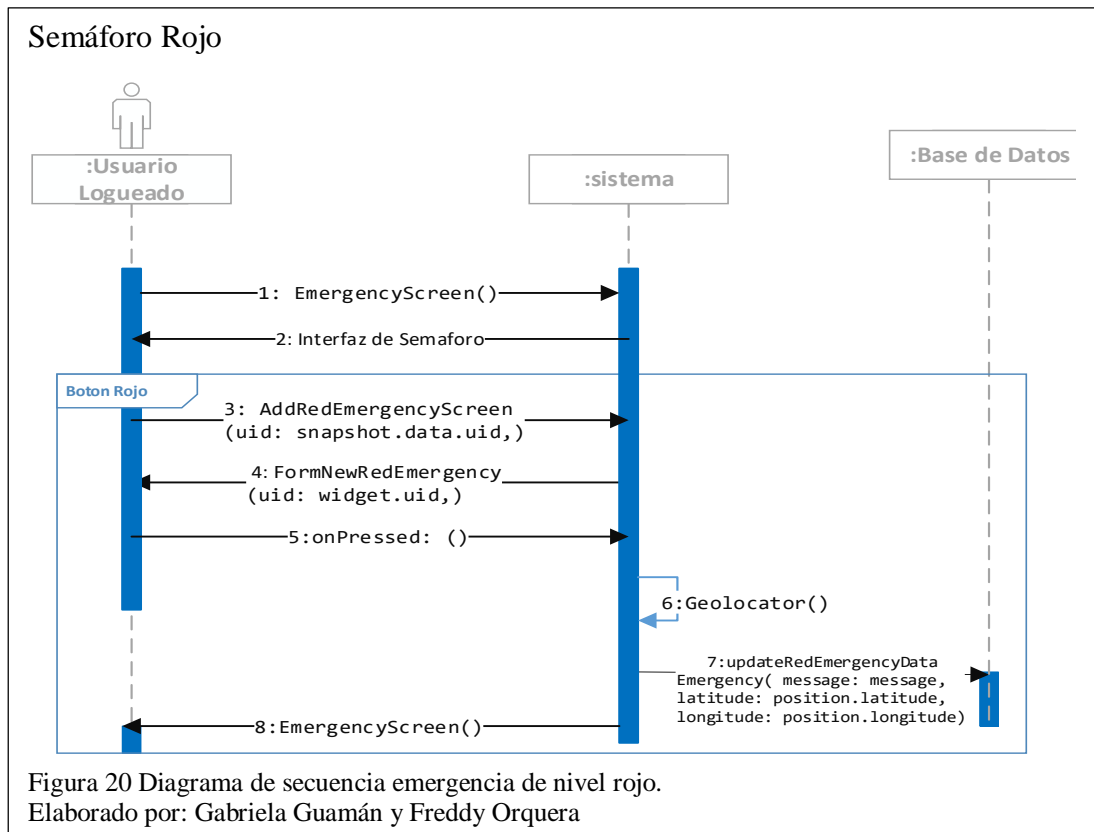 Semáforo Rojo
:Usuario
Logueado
:sistema
:Base de Datos
1: EmergencyScreen()
2: Interfaz de Semaforo
Boton Rojo
3: AddRedEmergencyScreen
(uid: snapshot.data.uid,)
4: FormNewRedEmergency
(uid: widget.uid,)
5:onPressed: ()
6:Geolocator()
7:updateRedEmergencyData
Emergency( message: message,
latitude: position.latitude,
longitude: position.longitude)
8:EmergencyScreen()
Figura 20 Diagrama de secuencia emergencia de nivel rojo.
Elaborado por: Gabriela Guamán y Freddy Orquera